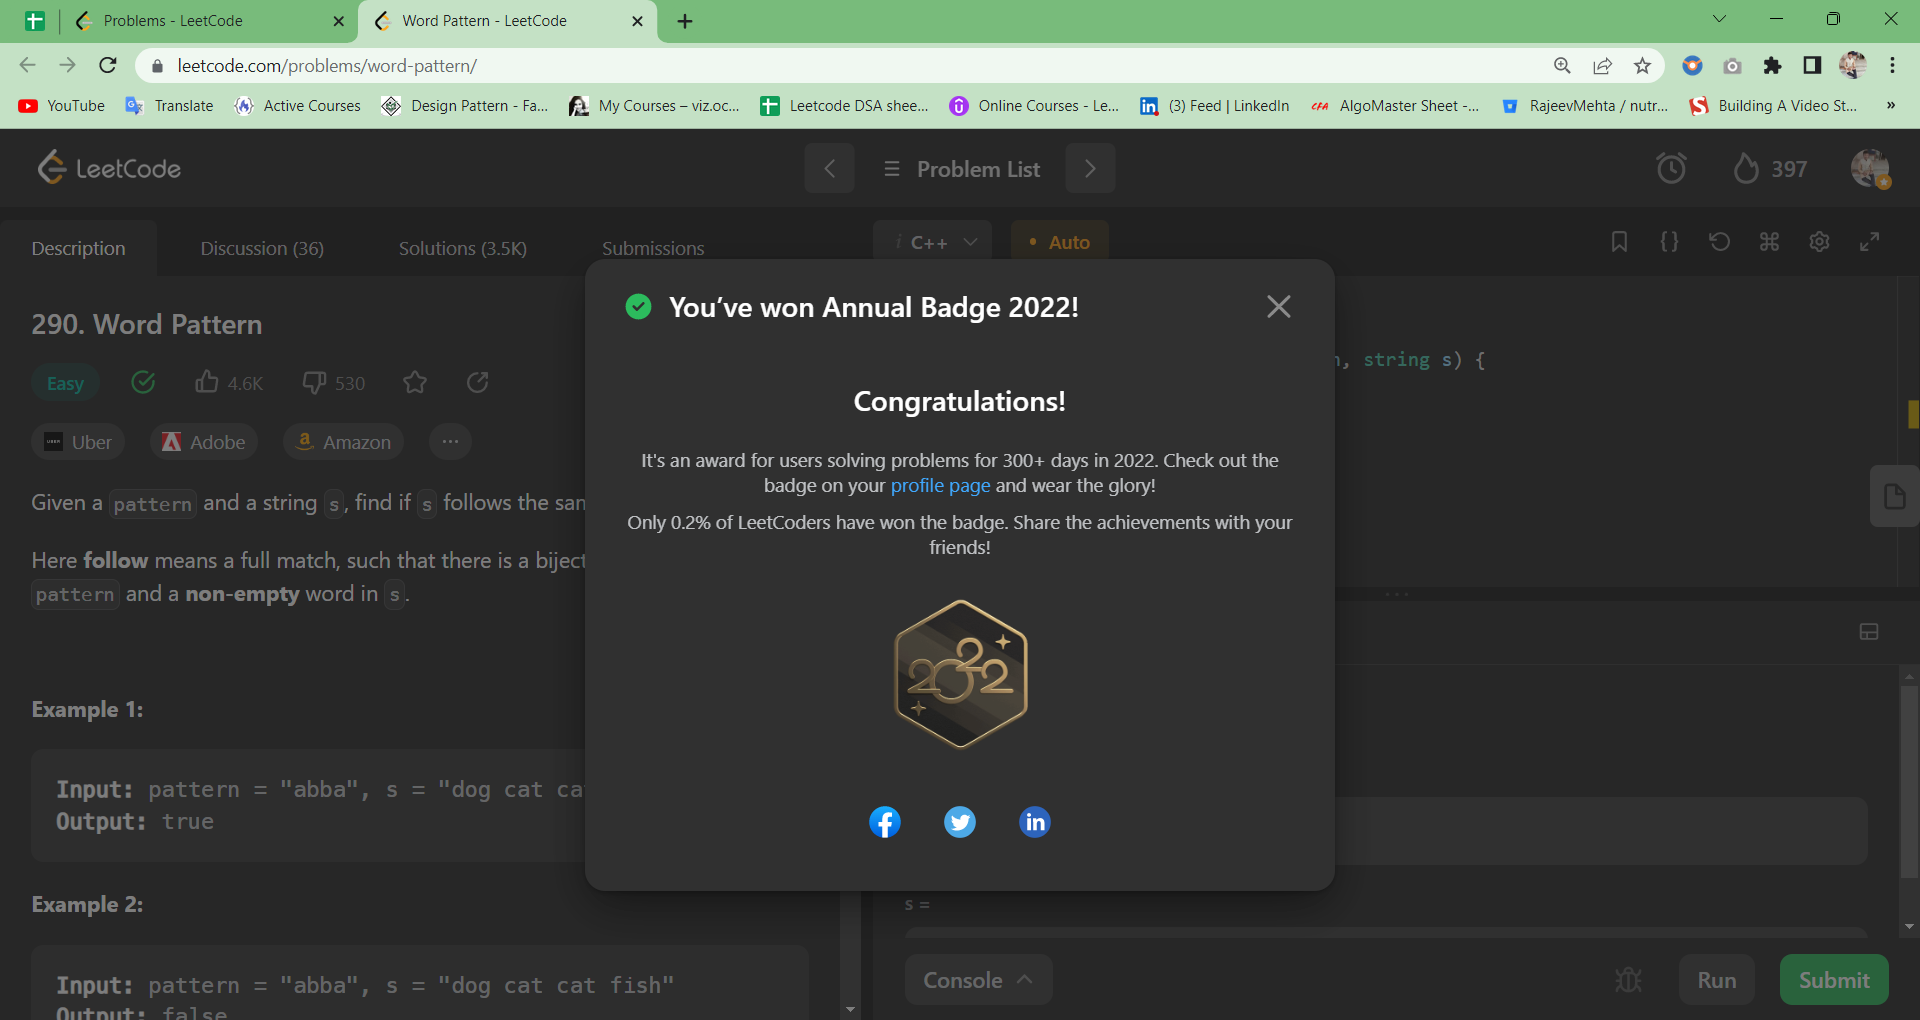 Problems - LeetCode
Word Pattern - LeetCode
leetcode.com/problems/word-pattern/
YouTube
Translate
Active Courses
Design Pattern - Fa...
My Courses – viz.oc...
Leetcode DSA shee...
Online Courses - Le...
(3) Feed | LinkedIn
AlgoMaster Sheet -...
RajeevMehta / nutr...
Building A Video St...
»
LeetCode
Problem List
397
Description
Discussion (36)
Solutions (3.5K)
Submissions
i C++
• Auto
290. Word Pattern
Easy
4.6K
530
Uber
Adobe
Amazon
...
Given a pattern and a string s, find if s follows the
Here follow means a full match, such that there is a
pattern and a non-empty word in s.
Example 1:
Input: pattern = "abba", s = "dog cat
Output: true
Example 2:
Input: pattern = "abba", s = "dog cat cat fish"
Output: false
, string s) {
You’ve won Annual Badge 2022!
Congratulations!
It's an award for users solving problems for 300+ days in 2022. Check out the
badge on your profile page and wear the glory!
Only 0.2% of LeetCoders have won the badge. Share the achievements with your
friends!
2022
s =
Console
Run
Submit